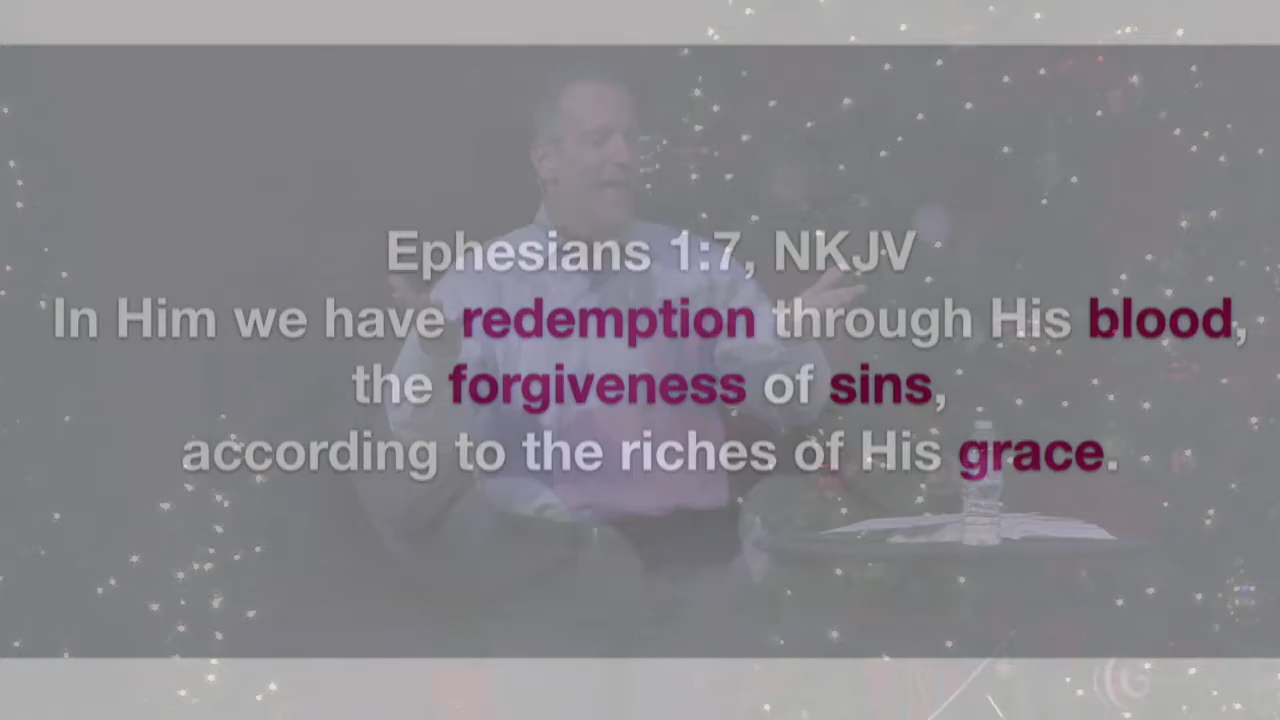 Ephesians 1:7, NKJV
In Him we have redemption through His blood,
the forgiveness of sins,
according to the riches of His grace.